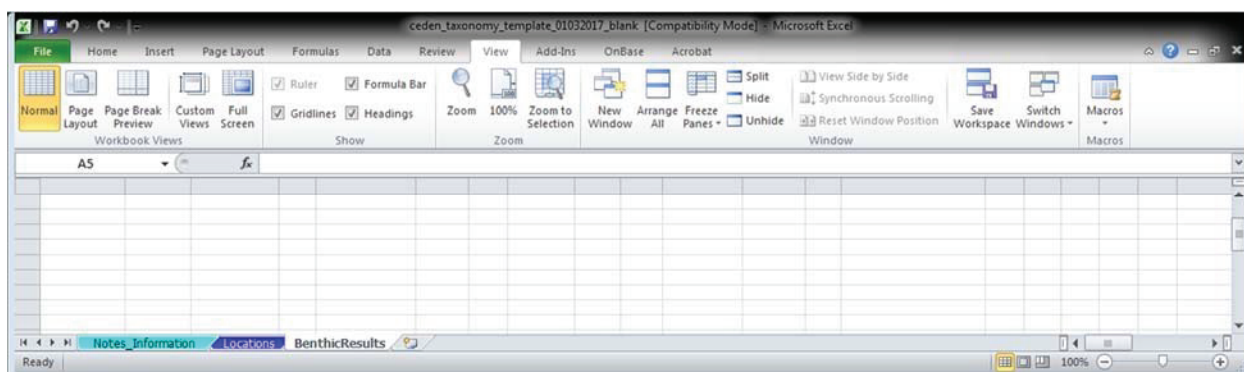 ceden_taxonomy_template_01032017_blank [Compatibility Mode] - Microsoft Excel
File Home Insert Page Layout Formulas Data Review View Add-Ins OnBase Acrobat
Normal Page Layout Page Break Preview Custom Views Full Screen
Workbook Views
Ruler Formula Bar
Gridlines Headings
Show
Zoom 100% Zoom to Selection
Zoom
New Window Arrange All Freeze Panes
Split
Hide
Unhide
View Side by Side
Synchronous Scrolling
Reset Window Position
Save Workspace Switch Windows
Window
Macros
Macros
A5 fx
Notes_Information Locations BenthicResults
Ready 100%